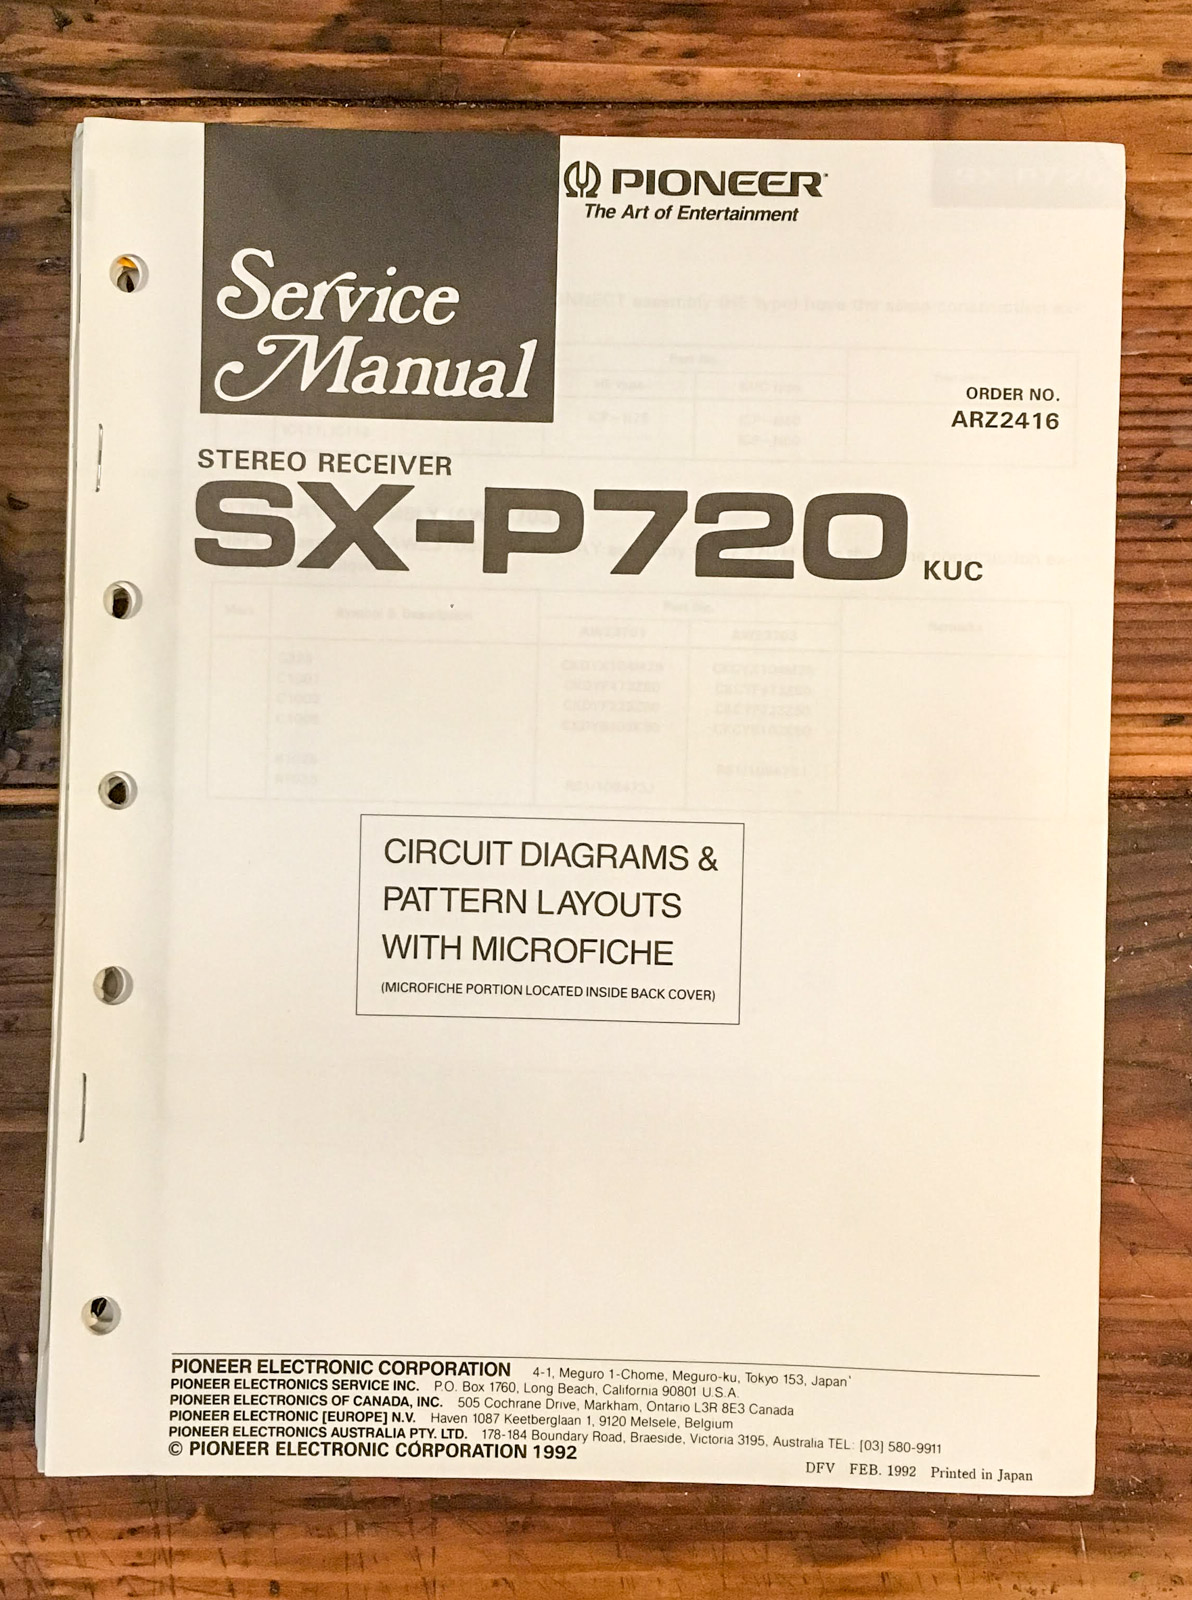 PIONEER
The Art of Entertainment
Service
Manual
ORDER NO.
ARZ2416
STEREO RECEIVER
SX-P720 KUC
CIRCUIT DIAGRAMS &
PATTERN LAYOUTS
WITH MICROFICHE
(MICROFICHE PORTION LOCATED INSIDE BACK COVER)
PIONEER ELECTRONIC CORPORATION 4-1, Meguro 1-Chome, Meguro-ku, Tokyo 153, Japan
PIONEER ELECTRONICS SERVICE INC. P.O. Box 1760, Long Beach, California 90801 U.S.A.
PIONEER ELECTRONICS OF CANADA, INC. 505 Cochrane Drive, Markham, Ontario L3R 8E3 Canada
PIONEER ELECTRONIC [EUROPE] N.V. Haven 1087 Keetberglaan 1, 9120 Melsele, Belgium
PIONEER ELECTRONICS AUSTRALIA PTY. LTD. 178-184 Boundary Road, Braeside, Victoria 3195, Australia TEL: [03] 580-9911
© PIONEER ELECTRONIC CORPORATION 1992
DFV FEB. 1992 Printed in Japan